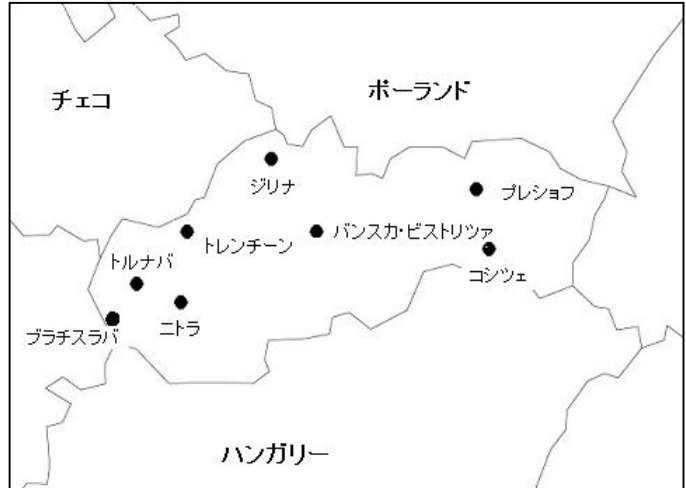 ポーランド
チェコ
ジリナ
プレショフ
トレンチーン
バンスカ・ビストリツァ
トルナバ
コシツェ
ニトラ
ブラチスラバ
ハンガリー